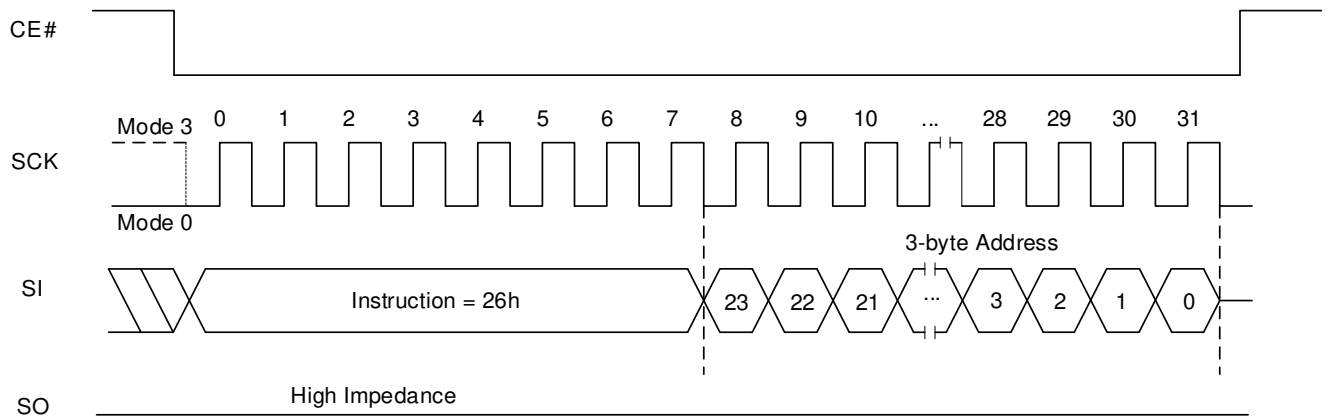 CE#
Mode 3 0 1 2 3 4 5 6 7 8 9 10 ... 28 29 30 31
SCK
Mode 0
3-byte Address
SI Instruction = 26h 23 22 21 ... 3 2 1 0
High Impedance
SO